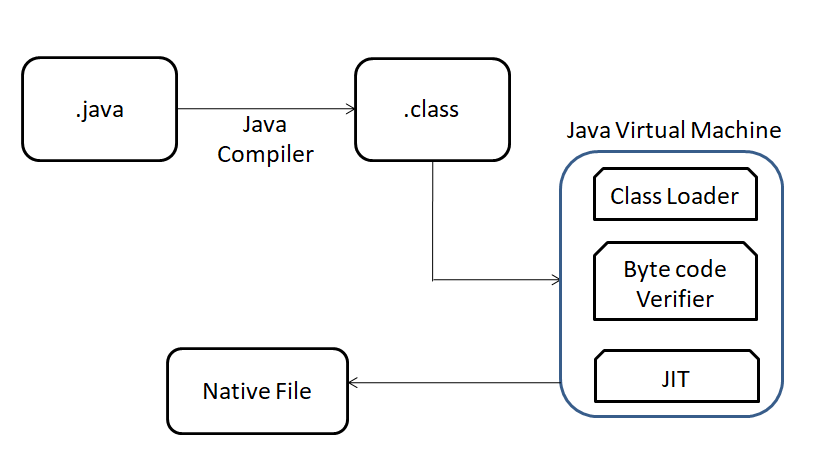 .java
Java
Compiler
.class
Java Virtual Machine
Class Loader
Byte code
Verifier
JIT
Native File